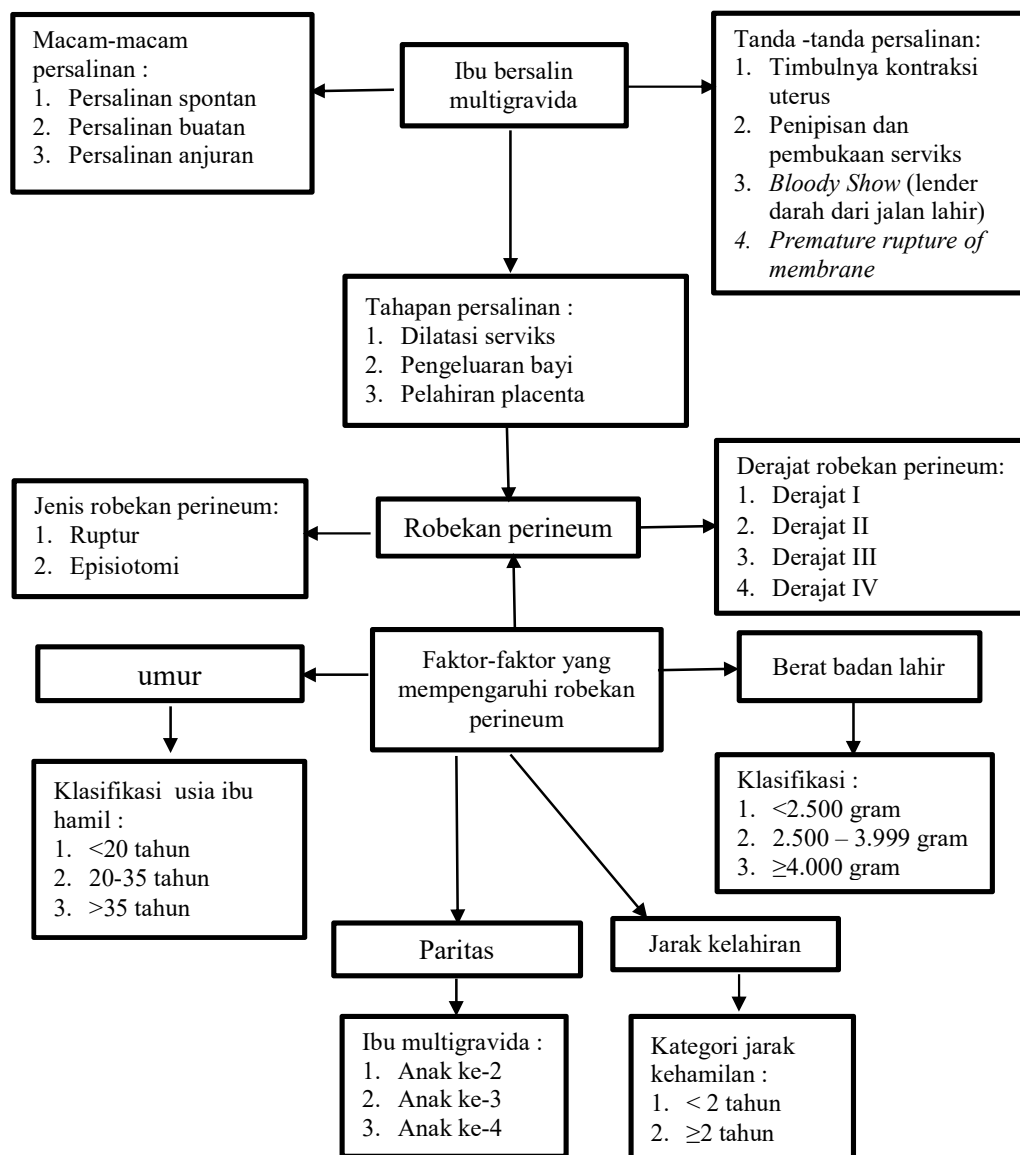 Macam-macam
persalinan :
1. Persalinan spontan
2. Persalinan buatan
3. Persalinan anjuran
Ibu bersalin
multigravida
Tanda -tanda persalinan:
1. Timbulnya kontraksi
uterus
2. Penipisan dan
pembukaan serviks
3. Bloody Show (lender
darah dari jalan lahir)
4. Premature rupture of
membrane
Tahapan persalinan :
1. Dilatasi serviks
2. Pengeluaran bayi
3. Pelahiran placenta
Jenis robekan perineum:
1. Ruptur
2. Episiotomi
Robekan perineum
Derajat robekan perineum:
1. Derajat I
2. Derajat II
3. Derajat III
4. Derajat IV
umur
Faktor-faktor yang
mempengaruhi robekan
perineum
Berat badan lahir
Klasifikasi usia ibu
hamil :
1. <20 tahun
2. 20-35 tahun
3. >35 tahun
Klasifikasi :
1. <2.500 gram
2. 2.500 – 3.999 gram
3. ≥4.000 gram
Paritas
Jarak kelahiran
Ibu multigravida :
1. Anak ke-2
2. Anak ke-3
3. Anak ke-4
Kategori jarak
kehamilan :
1. < 2 tahun
2. ≥2 tahun